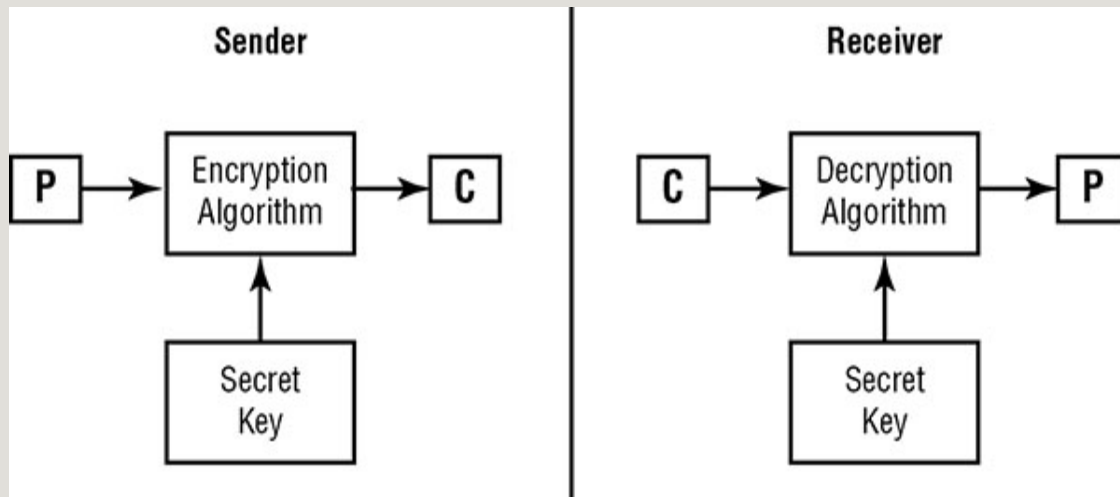 Sender
Receiver
P
Encryption
Algorithm
C
C
Decryption
Algorithm
P
Secret
Key
Secret
Key